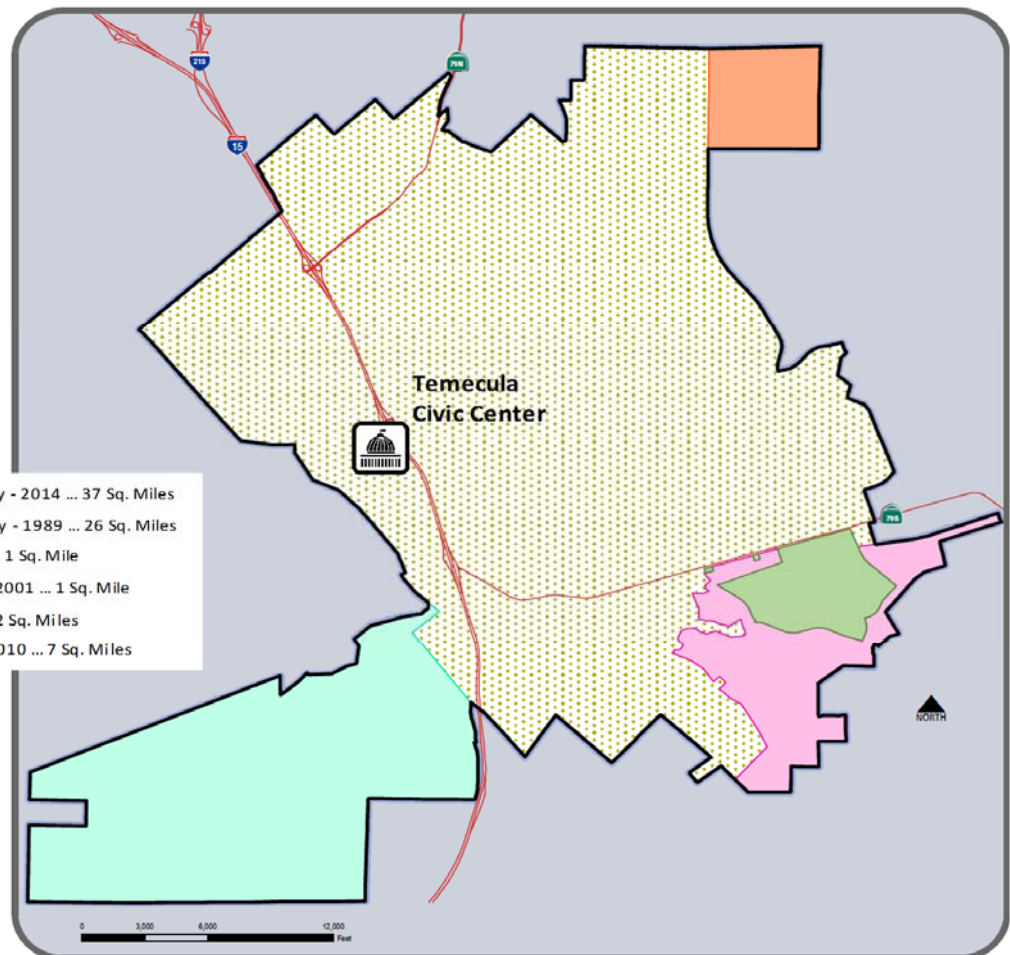 79N
215
15
Temecula
Civic Center
y - 2014 ... 37 Sq. Miles
y - 1989 ... 26 Sq. Miles
1 Sq. Mile
2001 ... 1 Sq. Mile
2 Sq. Miles
010 ... 7 Sq. Miles
79S
NORTH
0 3,000 6,000 12,000
Feet